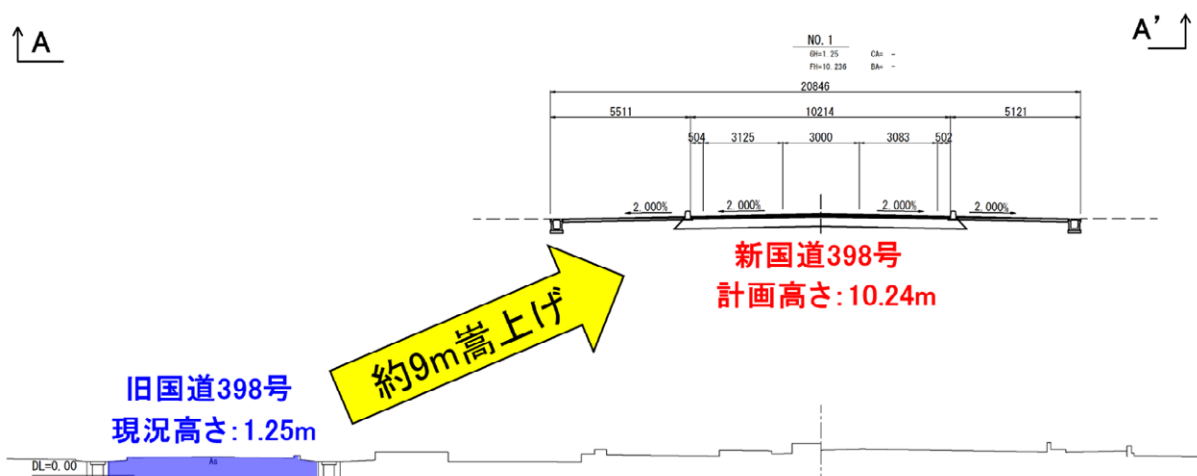 A
A’
NO. 1
GH=1.25 CA= -
FH=10.236 BA= -
20846
5511 10214 5121
504 3125 3000 3083 502
2.000% 2.000% 2.000% 2.000%
新国道398号
計画高さ:10.24m
約9m嵩上げ
旧国道398号
現況高さ:1.25m
DL=0.00
As